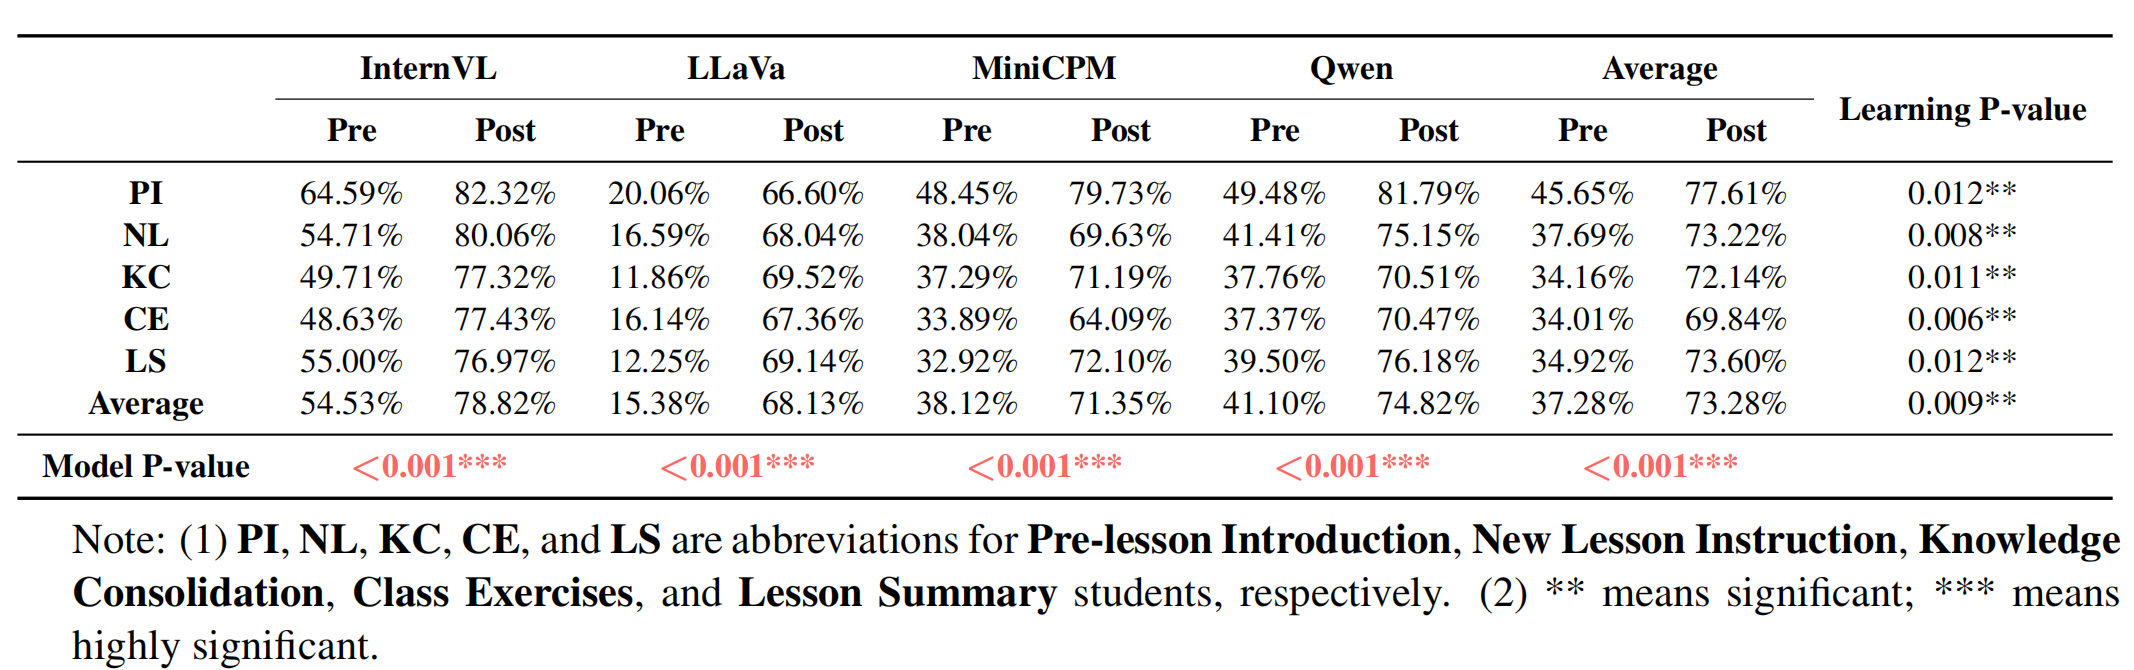 InternVL LLaVa MiniCPM Qwen Average Learning P-value
Pre Post Pre Post Pre Post Pre Post Pre Post
PI 64.59% 82.32% 20.06% 66.60% 48.45% 79.73% 49.48% 81.79% 45.65% 77.61% 0.012**
NL 54.71% 80.06% 16.59% 68.04% 38.04% 69.63% 41.41% 75.15% 37.69% 73.22% 0.008**
KC 49.71% 77.32% 11.86% 69.52% 37.29% 71.19% 37.76% 70.51% 34.16% 72.14% 0.011**
CE 48.63% 77.43% 16.14% 67.36% 33.89% 64.09% 37.37% 70.47% 34.01% 69.84% 0.006**
LS 55.00% 76.97% 12.25% 69.14% 32.92% 72.10% 39.50% 76.18% 34.92% 73.60% 0.012**
Average 54.53% 78.82% 15.38% 68.13% 38.12% 71.35% 41.10% 74.82% 37.28% 73.28% 0.009**
Model P-value <0.001*** <0.001*** <0.001*** <0.001*** <0.001***
Note: (1) PI, NL, KC, CE, and LS are abbreviations for Pre-lesson Introduction, New Lesson Instruction, Knowledge
Consolidation, Class Exercises, and Lesson Summary students, respectively. (2) ** means significant; *** means
highly significant.